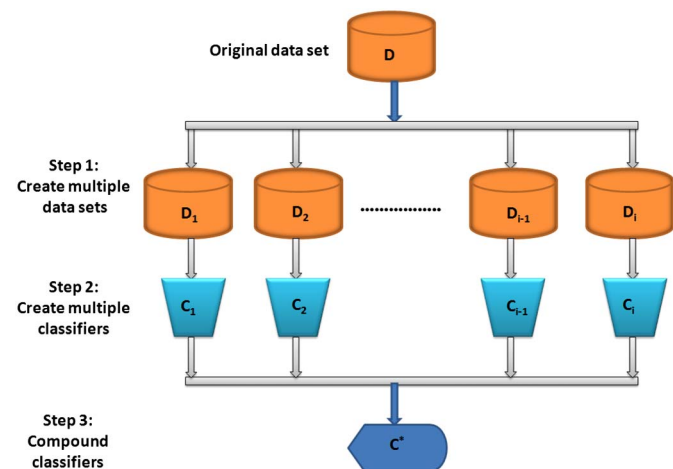 Original data set
D
Step 1:
Create multiple
data sets
D₁
D₂
..................
Dᵢ₋₁
Dᵢ
Step 2:
Create multiple
classifiers
C₁
C₂
Cᵢ₋₁
Cᵢ
Step 3:
Compound
classifiers
C*